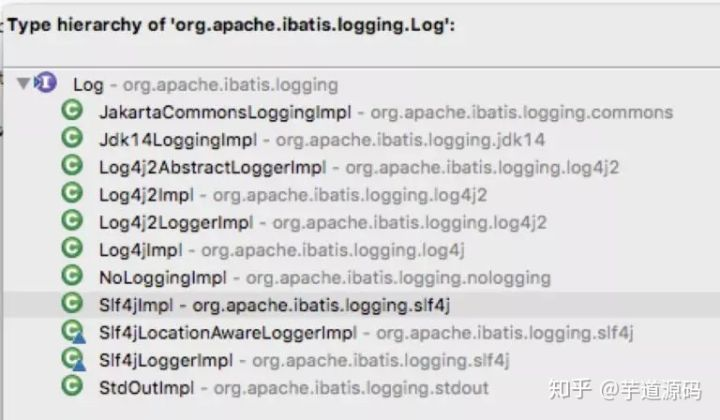 Type hierarchy of 'org.apache.ibatis.logging.Log':
Log - org.apache.ibatis.logging
JakartaCommonsLoggingImpl - org.apache.ibatis.logging.commons
Jdk14LoggingImpl - org.apache.ibatis.logging.jdk14
Log4j2AbstractLoggerImpl - org.apache.ibatis.logging.log4j2
Log4j2Impl - org.apache.ibatis.logging.log4j2
Log4j2LoggerImpl - org.apache.ibatis.logging.log4j2
Log4jImpl - org.apache.ibatis.logging.log4j
NoLoggingImpl - org.apache.ibatis.logging.nologging
Slf4jImpl - org.apache.ibatis.logging.slf4j
Slf4jLocationAwareLoggerImpl - org.apache.ibatis.logging.slf4j
Slf4jLoggerImpl - org.apache.ibatis.logging.slf4j
StdOutImpl - org.apache.ibatis.logging.stdout
知乎 @芋道源码